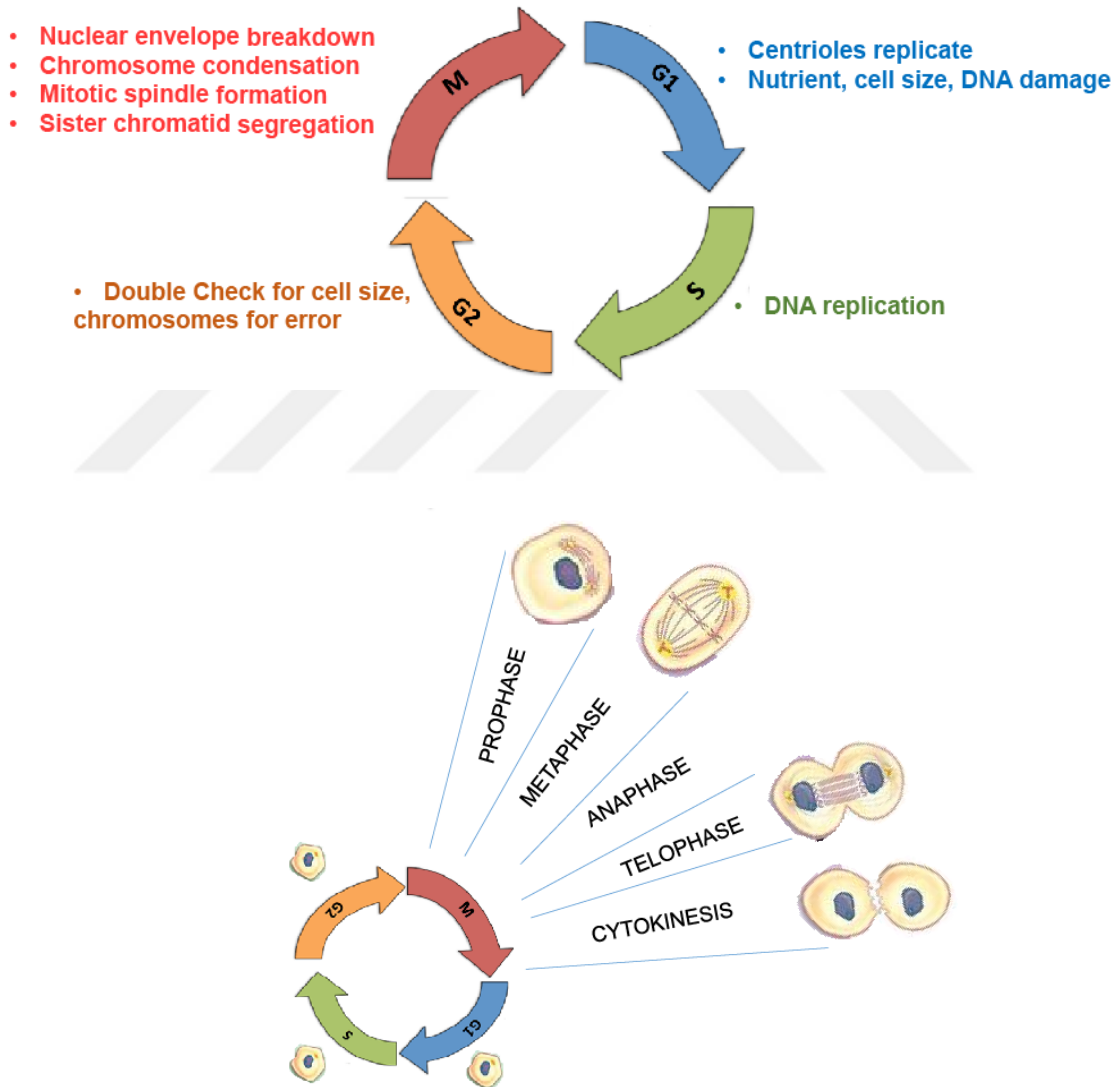 • Nuclear envelope breakdown
• Chromosome condensation
• Mitotic spindle formation
• Sister chromatid segregation
M
G1
• Centrioles replicate
• Nutrient, cell size, DNA damage
• Double Check for cell size,
chromosomes for error
G2
S
• DNA replication
PROPHASE
METAPHASE
ANAPHASE
TELOPHASE
CYTOKINESIS
G2
M
S
G1